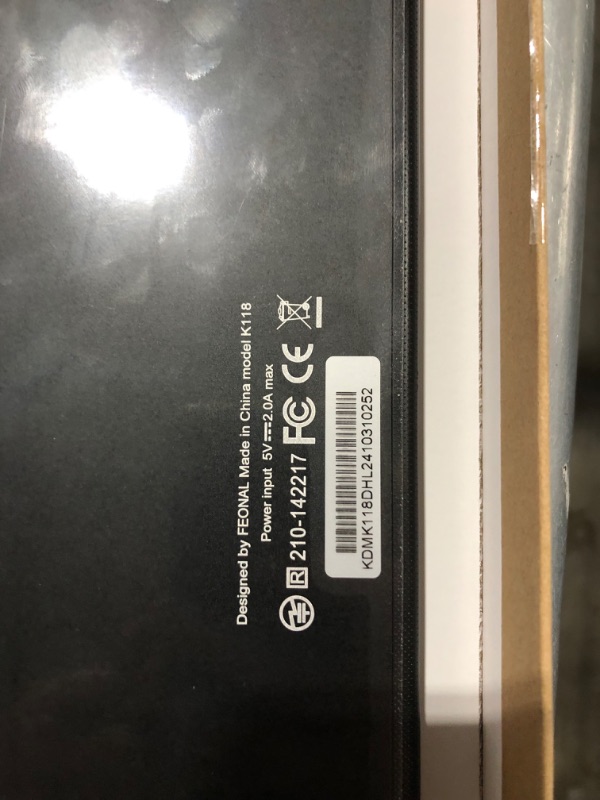 Designed by FEONAL Made in China model K118
Power input 5V⎓2.0A max
R 210-142217 FC CE
KDMK118DHL2410310252